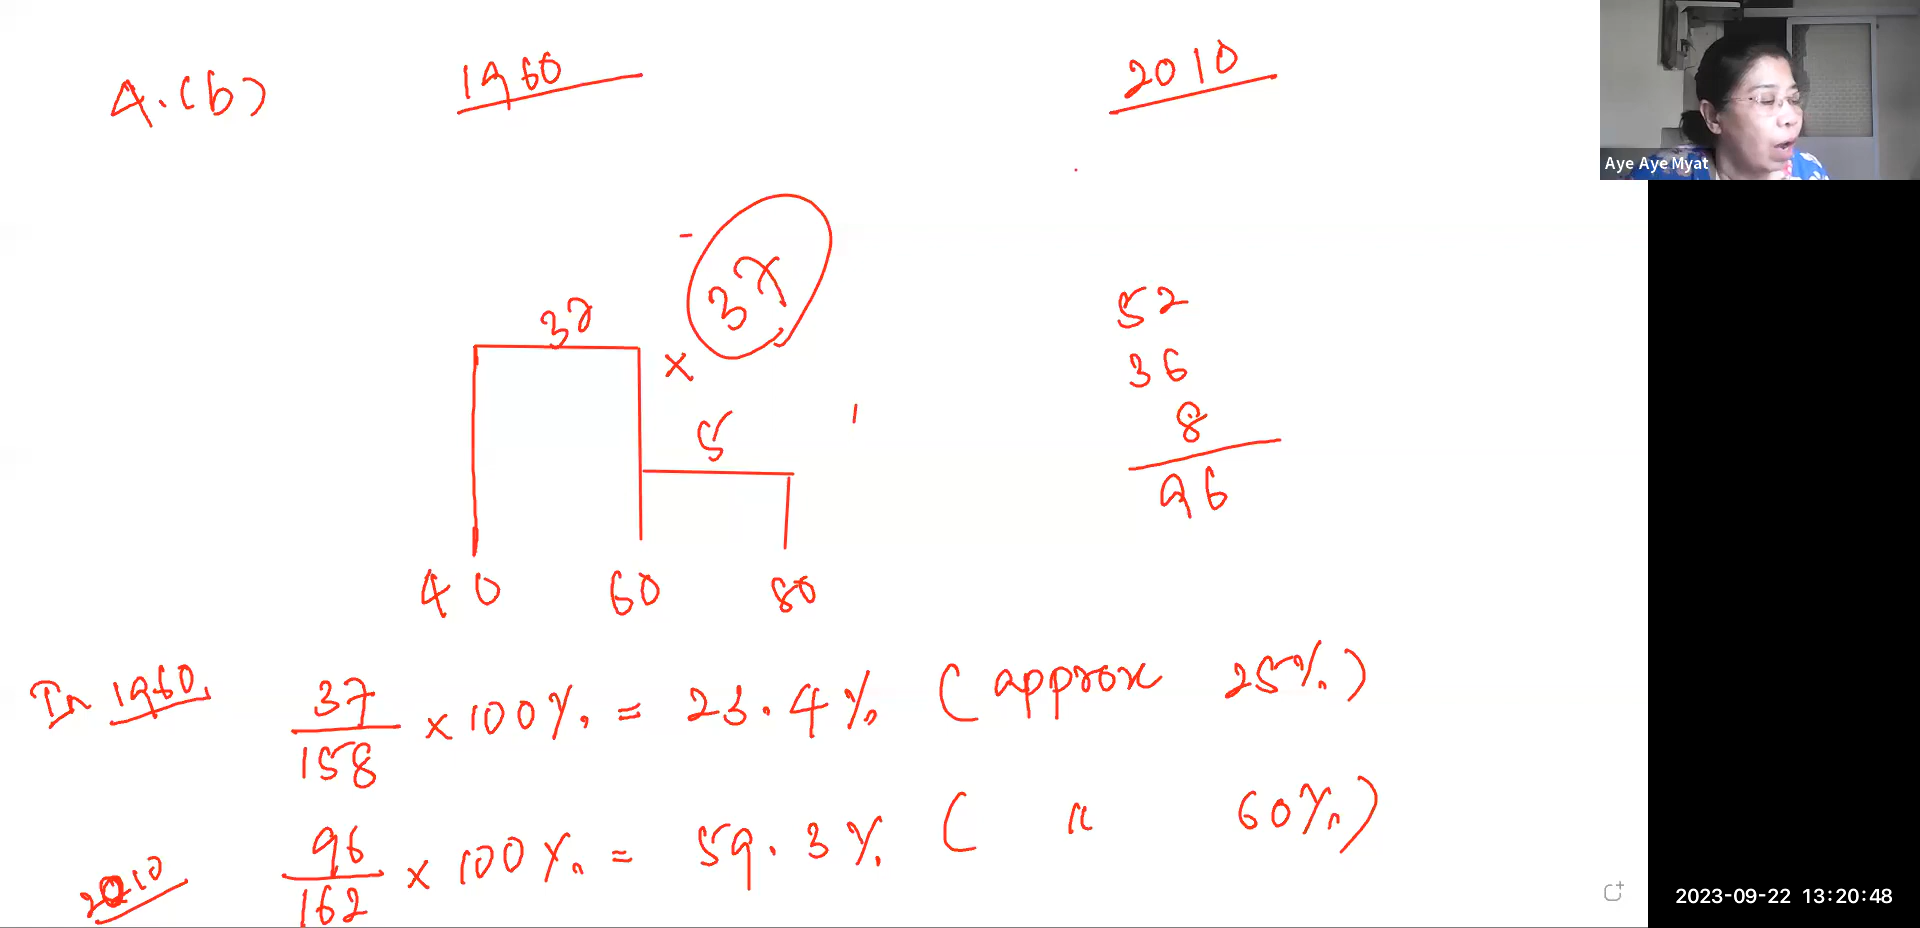 4.(b)
1960
2010
37
32
×
5
40 60 80
52
36
8
96
In 1960, 37/158 × 100% = 23.4% (approx 25%)
2010 96/162 × 100% = 59.3% ( " 60%)
Aye Aye Myat
2023-09-22 13:20:48